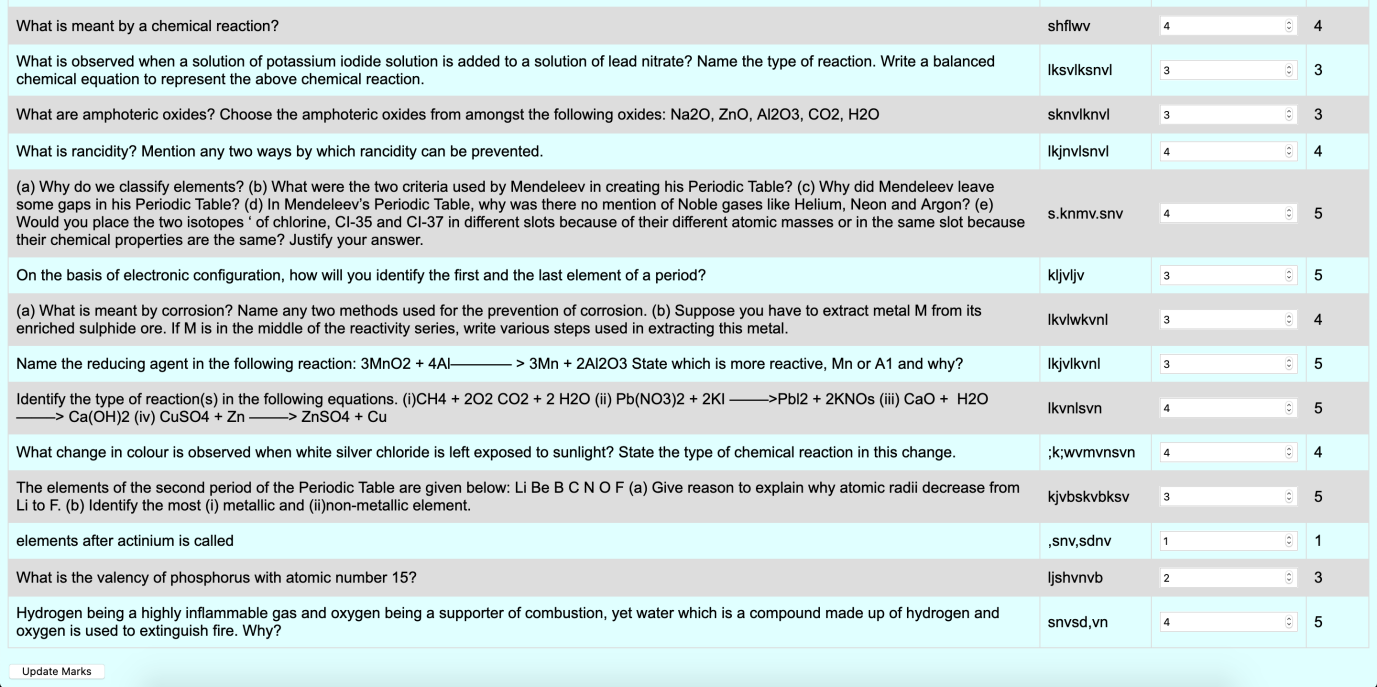 What is meant by a chemical reaction? shflwv 4 4
What is observed when a solution of potassium iodide solution is added to a solution of lead nitrate? Name the type of reaction. Write a balanced
chemical equation to represent the above chemical reaction. lksvlksnvl 3 3
What are amphoteric oxides? Choose the amphoteric oxides from amongst the following oxides: Na2O, ZnO, Al2O3, CO2, H2O sknvlknvl 3 3
What is rancidity? Mention any two ways by which rancidity can be prevented. lkjnvlsnvl 4 4
(a) Why do we classify elements? (b) What were the two criteria used by Mendeleev in creating his Periodic Table? (c) Why did Mendeleev leave
some gaps in his Periodic Table? (d) In Mendeleev's Periodic Table, why was there no mention of Noble gases like Helium, Neon and Argon? (e)
Would you place the two isotopes ‘ of chlorine, CI-35 and CI-37 in different slots because of their different atomic masses or in the same slot because
their chemical properties are the same? Justify your answer. s.knmv.snv 4 5
On the basis of electronic configuration, how will you identify the first and the last element of a period? kljvljv 3 5
(a) What is meant by corrosion? Name any two methods used for the prevention of corrosion. (b) Suppose you have to extract metal M from its
enriched sulphide ore. If M is in the middle of the reactivity series, write various steps used in extracting this metal. lkvlwkvnl 3 4
Name the reducing agent in the following reaction: 3MnO2 + 4Al———— > 3Mn + 2Al2O3 State which is more reactive, Mn or A1 and why? lkjvlkvnl 3 5
Identify the type of reaction(s) in the following equations. (i)CH4 + 2O2 CO2 + 2 H2O (ii) Pb(NO3)2 + 2KI ———>PbI2 + 2KNOs (iii) CaO + H2O
———> Ca(OH)2 (iv) CuSO4 + Zn ———> ZnSO4 + Cu lkvnlsvn 4 5
What change in colour is observed when white silver chloride is left exposed to sunlight? State the type of chemical reaction in this change. ;k;wvmvnsvn 4 4
The elements of the second period of the Periodic Table are given below: Li Be B C N O F (a) Give reason to explain why atomic radii decrease from
Li to F. (b) Identify the most (i) metallic and (ii)non-metallic element. kjvbskvbksv 3 5
elements after actinium is called ,snv,sdnv 1 1
What is the valency of phosphorus with atomic number 15? ljshvnvb 2 3
Hydrogen being a highly inflammable gas and oxygen being a supporter of combustion, yet water which is a compound made up of hydrogen and
oxygen is used to extinguish fire. Why? snvsd,vn 4 5
Update Marks